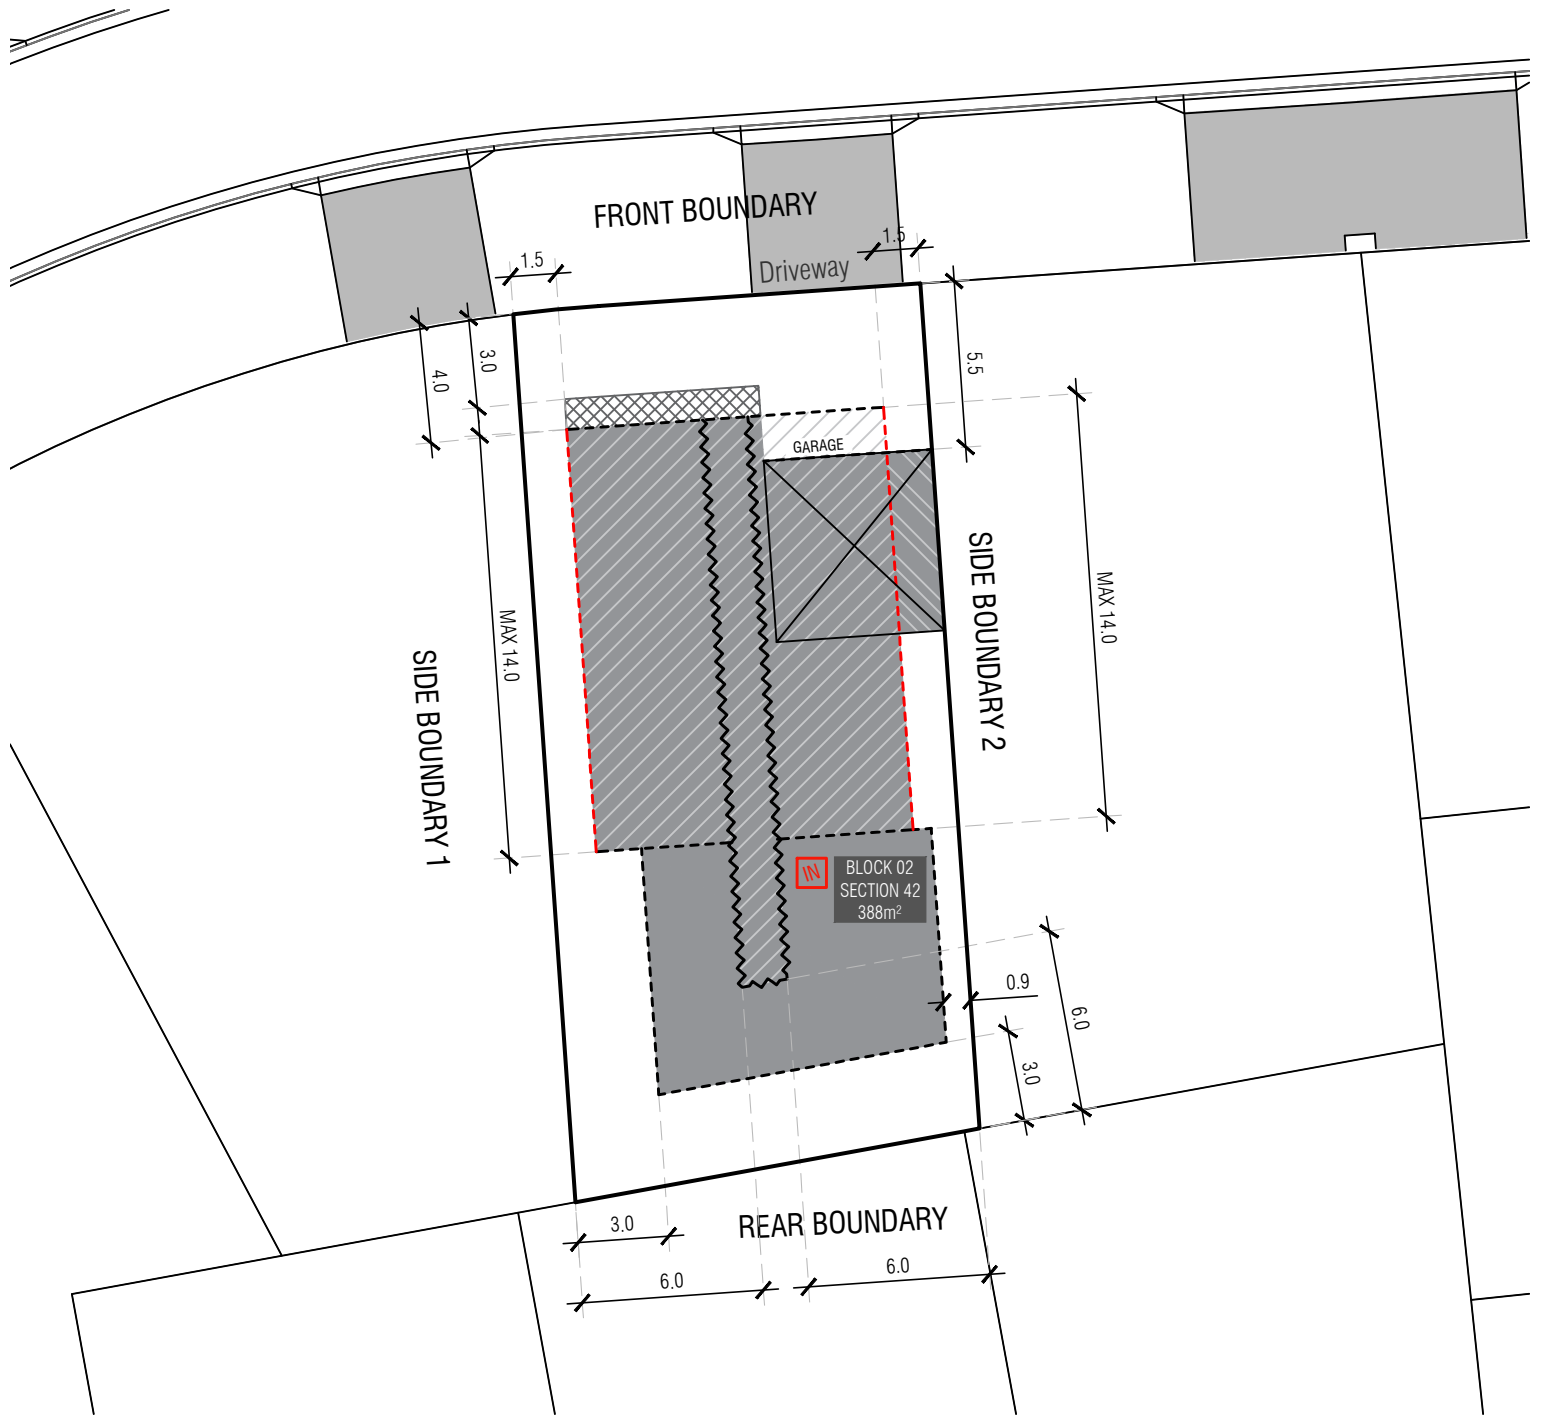 FRONT BOUNDARY
1.5
1.5
Driveway
3.0
4.0
5.5
GARAGE
MAX 14.0
MAX 14.0
SIDE BOUNDARY 1
SIDE BOUNDARY 2
IN
BLOCK 02
SECTION 42
388m²
0.9
6.0
3.0
3.0
REAR BOUNDARY
6.0
6.0